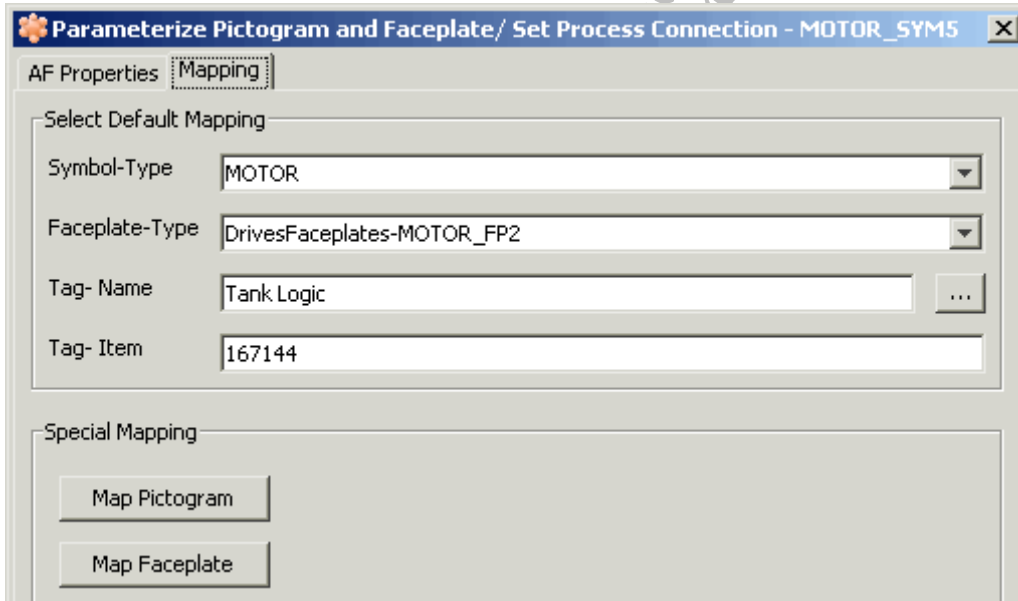 Parameterize Pictogram and Faceplate/ Set Process Connection - MOTOR_SYM5
AF Properties Mapping
Select Default Mapping
Symbol-Type MOTOR
Faceplate-Type DrivesFaceplates-MOTOR_FP2
Tag- Name Tank Logic ...
Tag- Item 167144
Special Mapping
Map Pictogram
Map Faceplate